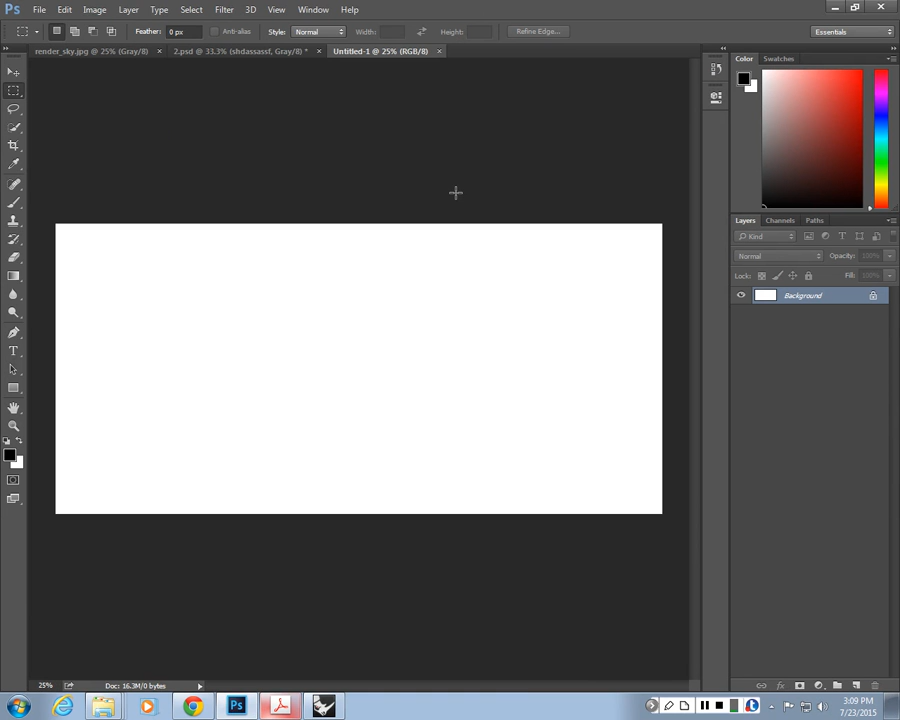 Ps File Edit Image Layer Type Select Filter 3D View Window Help
Feather: 0 px Anti-alias Style: Normal Width: Height: Refine Edge... Essentials
render_sky.jpg @ 25% (Gray/8) × 2.psd @ 33.3% (shdassassf, Gray/8) * × Untitled-1 @ 25% (RGB/8) ×
Color Swatches
Layers Channels Paths
Kind
Normal Opacity: 100%
Lock: Fill: 100%
Background
25% Doc: 16.3M/0 bytes
Ps
3:09 PM
7/23/2015